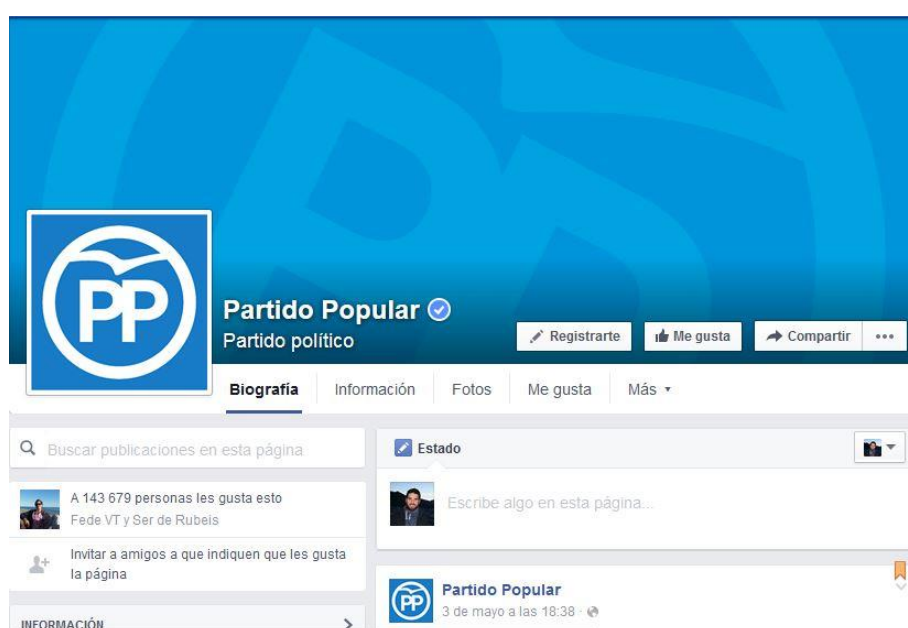 PP
Partido Popular
Partido político
Registrarte
Me gusta
Compartir
Biografía
Información
Fotos
Me gusta
Más
Buscar publicaciones en esta página
Estado
A 143 679 personas les gusta esto
Fede VT y Ser de Rubeis
Escribe algo en esta página...
Invitar a amigos a que indiquen que les gusta
la página
PP
Partido Popular
3 de mayo a las 18:38 ·
INFORMACIÓN